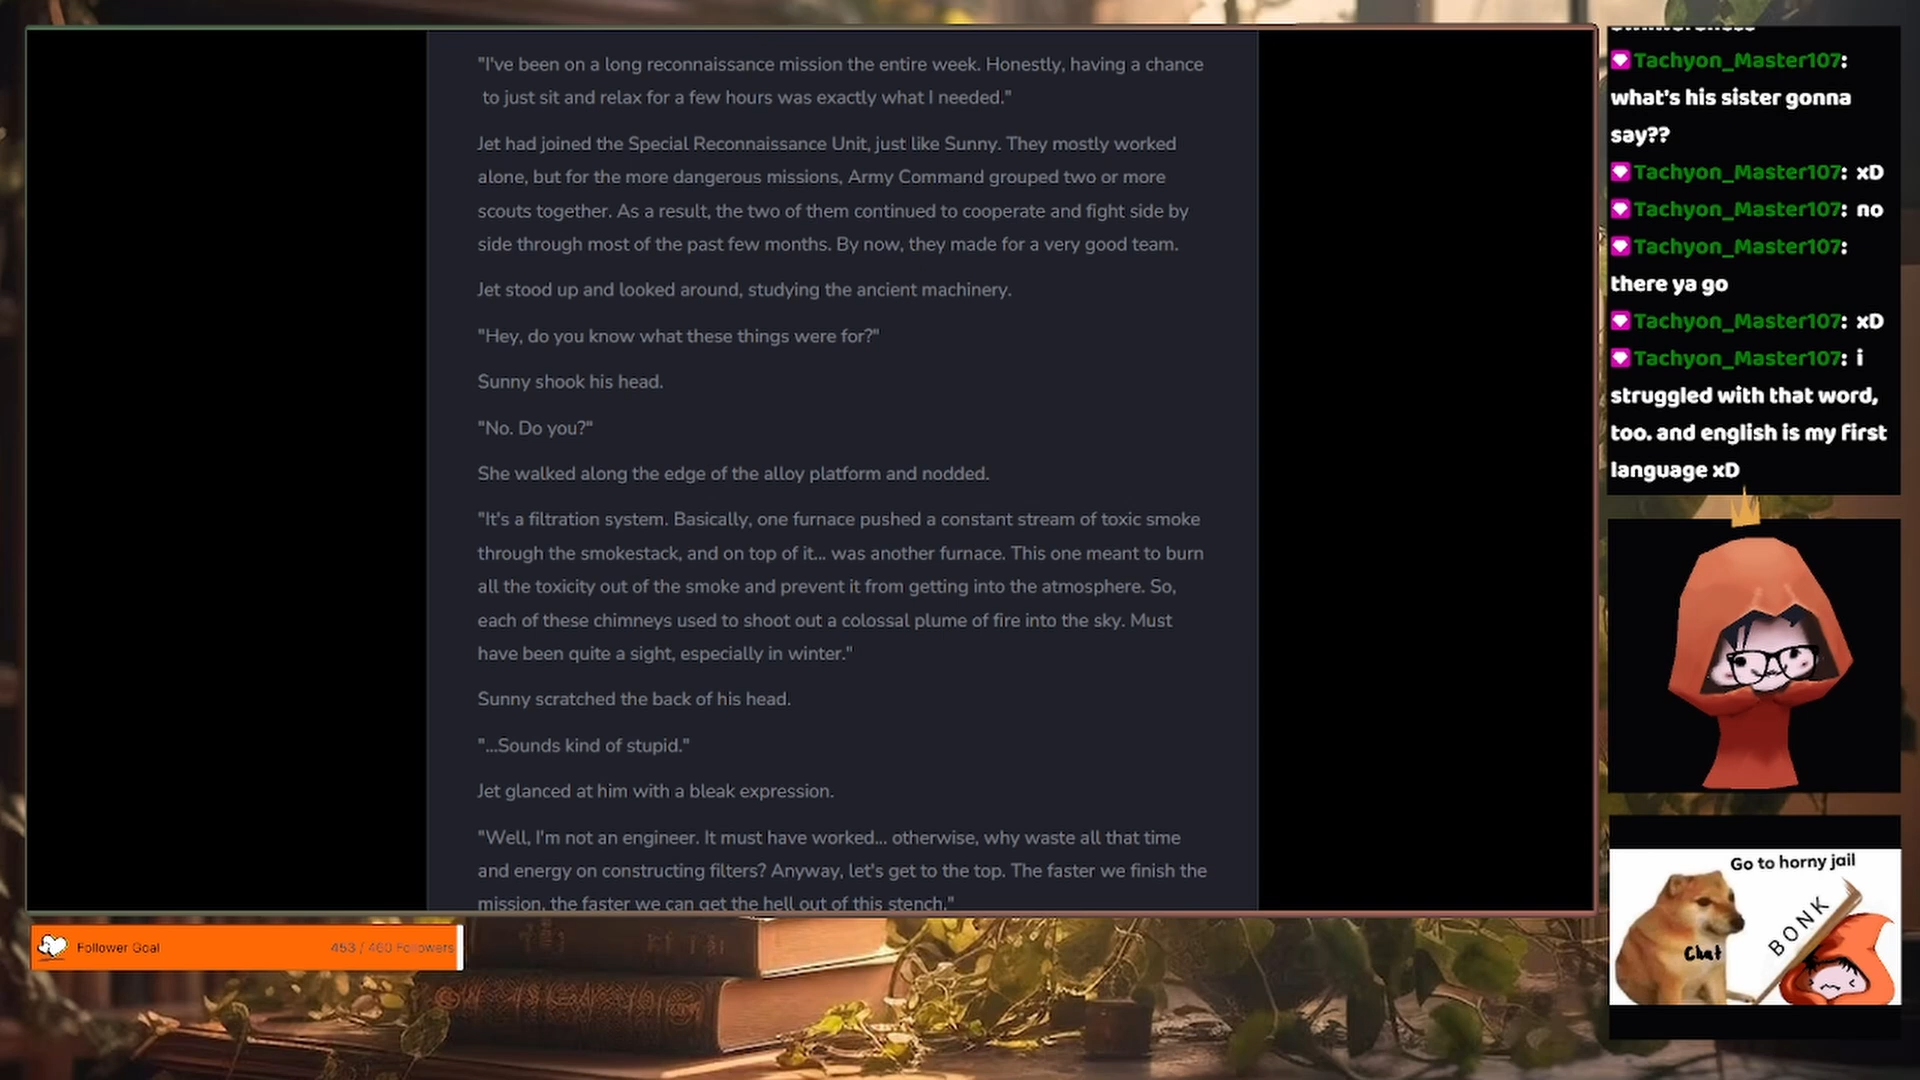 "I've been on a long reconnaissance mission the entire week. Honestly, having a chance
to just sit and relax for a few hours was exactly what I needed."
Jet had joined the Special Reconnaissance Unit, just like Sunny. They mostly worked
alone, but for the more dangerous missions, Army Command grouped two or more
scouts together. As a result, the two of them continued to cooperate and fight side by
side through most of the past few months. By now, they made for a very good team.
Jet stood up and looked around, studying the ancient machinery.
"Hey, do you know what these things were for?"
Sunny shook his head.
"No. Do you?"
She walked along the edge of the alloy platform and nodded.
"It's a filtration system. Basically, one furnace pushed a constant stream of toxic smoke
through the smokestack, and on top of it... was another furnace. This one meant to burn
all the toxicity out of the smoke and prevent it from getting into the atmosphere. So,
each of these chimneys used to shoot out a colossal plume of fire into the sky. Must
have been quite a sight, especially in winter."
Sunny scratched the back of his head.
"...Sounds kind of stupid."
Jet glanced at him with a bleak expression.
"Well, I'm not an engineer. It must have worked... otherwise, why waste all that time
and energy on constructing filters? Anyway, let's get to the top. The faster we finish the
mission, the faster we can get the hell out of this stench."
Follower Goal
453 / 460 Followers
Tachyon_Master107:
what's his sister gonna
say??
Tachyon_Master107: xD
Tachyon_Master107: no
Tachyon_Master107:
there ya go
Tachyon_Master107: xD
Tachyon_Master107: i
struggled with that word,
too. and english is my first
language xD
Go to horny jail
BONK
Chat